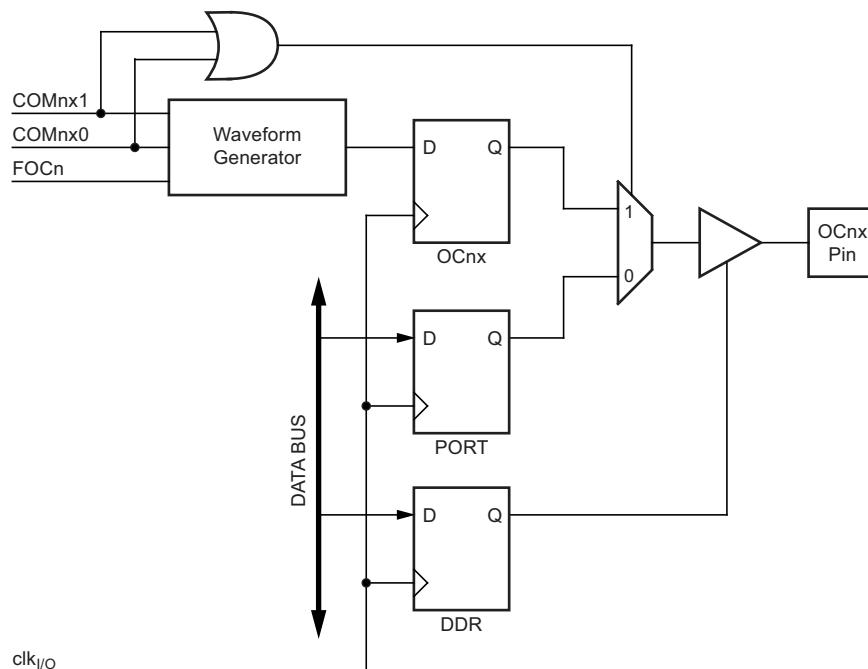 COMnx1
COMnx0
FOCn
Waveform
Generator
D
Q
OCnx
1
0
OCnx
Pin
D
Q
PORT
DATA BUS
D
Q
DDR
clkI/O